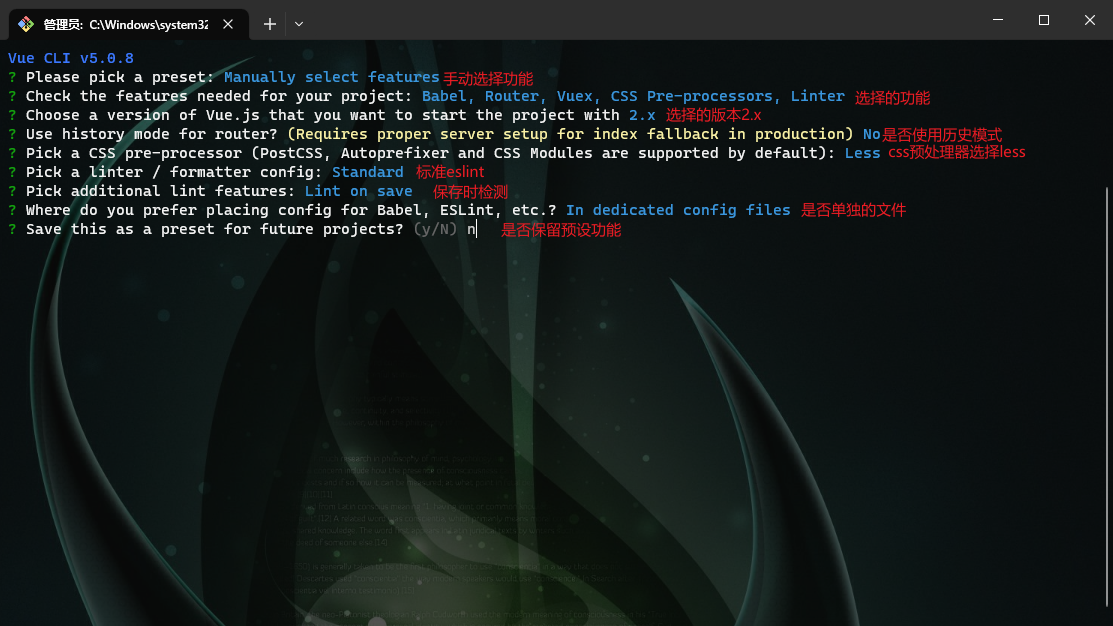 管理员: C:\Windows\system32
Vue CLI v5.0.8
? Please pick a preset: Manually select features 手动选择功能
? Check the features needed for your project: Babel, Router, Vuex, CSS Pre-processors, Linter 选择的功能
? Choose a version of Vue.js that you want to start the project with 2.x 选择的版本2.x
? Use history mode for router? (Requires proper server setup for index fallback in production) No 是否使用历史模式
? Pick a CSS pre-processor (PostCSS, Autoprefixer and CSS Modules are supported by default): Less css预处理器选择less
? Pick a linter / formatter config: Standard 标准eslint
? Pick additional lint features: Lint on save 保存时检测
? Where do you prefer placing config for Babel, ESLint, etc.? In dedicated config files 是否单独的文件
? Save this as a preset for future projects? (y/N) n 是否保留预设功能